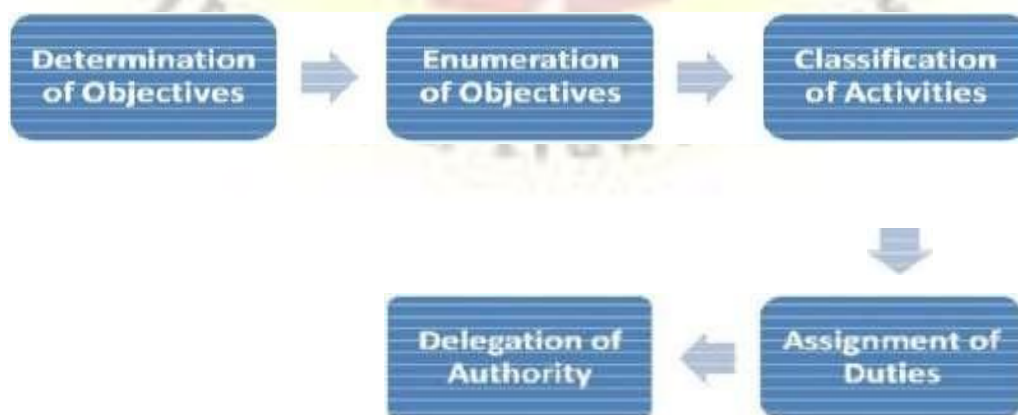 Determination
of Objectives
Enumeration
of Objectives
Classification
of Activities
Assignment of
Duties
Delegation of
Authority